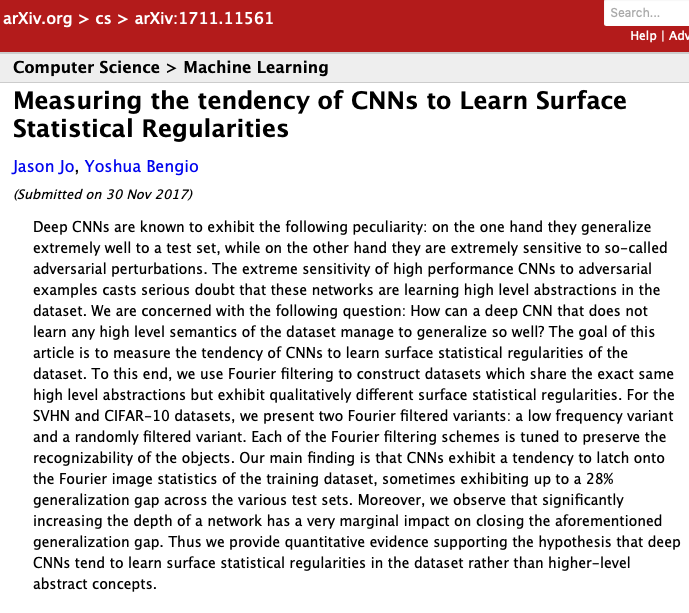 arXiv.org > cs > arXiv:1711.11561
Search...
Help | Adv
Computer Science > Machine Learning
Measuring the tendency of CNNs to Learn Surface
Statistical Regularities
Jason Jo, Yoshua Bengio
(Submitted on 30 Nov 2017)
Deep CNNs are known to exhibit the following peculiarity: on the one hand they generalize
extremely well to a test set, while on the other hand they are extremely sensitive to so-called
adversarial perturbations. The extreme sensitivity of high performance CNNs to adversarial
examples casts serious doubt that these networks are learning high level abstractions in the
dataset. We are concerned with the following question: How can a deep CNN that does not
learn any high level semantics of the dataset manage to generalize so well? The goal of this
article is to measure the tendency of CNNs to learn surface statistical regularities of the
dataset. To this end, we use Fourier filtering to construct datasets which share the exact same
high level abstractions but exhibit qualitatively different surface statistical regularities. For the
SVHN and CIFAR-10 datasets, we present two Fourier filtered variants: a low frequency variant
and a randomly filtered variant. Each of the Fourier filtering schemes is tuned to preserve the
recognizability of the objects. Our main finding is that CNNs exhibit a tendency to latch onto
the Fourier image statistics of the training dataset, sometimes exhibiting up to a 28%
generalization gap across the various test sets. Moreover, we observe that significantly
increasing the depth of a network has a very marginal impact on closing the aforementioned
generalization gap. Thus we provide quantitative evidence supporting the hypothesis that deep
CNNs tend to learn surface statistical regularities in the dataset rather than higher-level
abstract concepts.